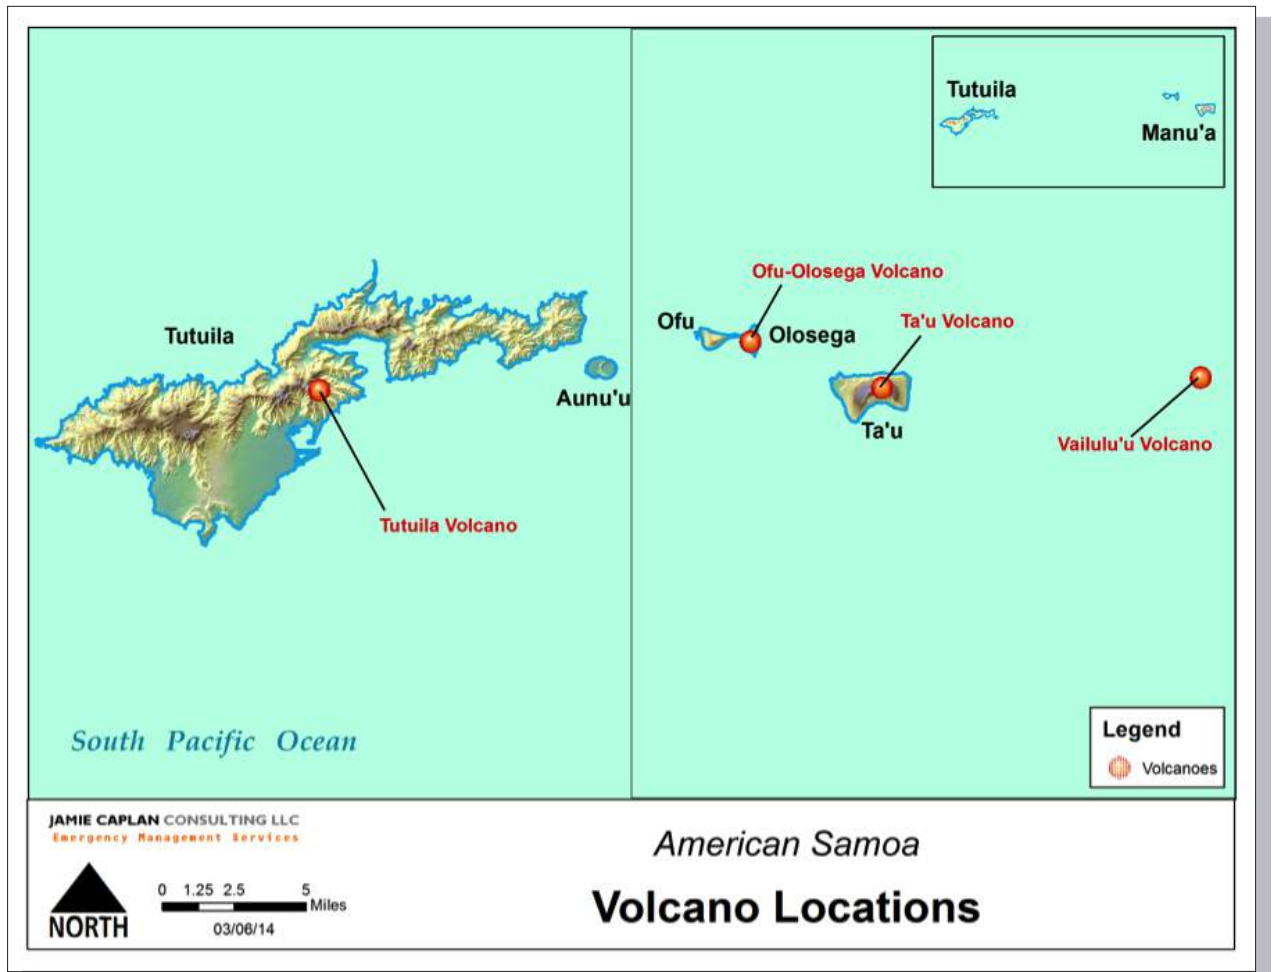 Tutuila
Manu'a
Ofu-Olosega Volcano
Ofu
Olosega
Ta'u Volcano
Tutuila
Aunu'u
Ta'u
Vailulu'u Volcano
Tutuila Volcano
South Pacific Ocean
Legend
Volcanoes
JAMIE CAPLAN CONSULTING LLC
Emergency Management Services
NORTH
0 1.25 2.5 5
Miles
03/06/14
American Samoa
Volcano Locations